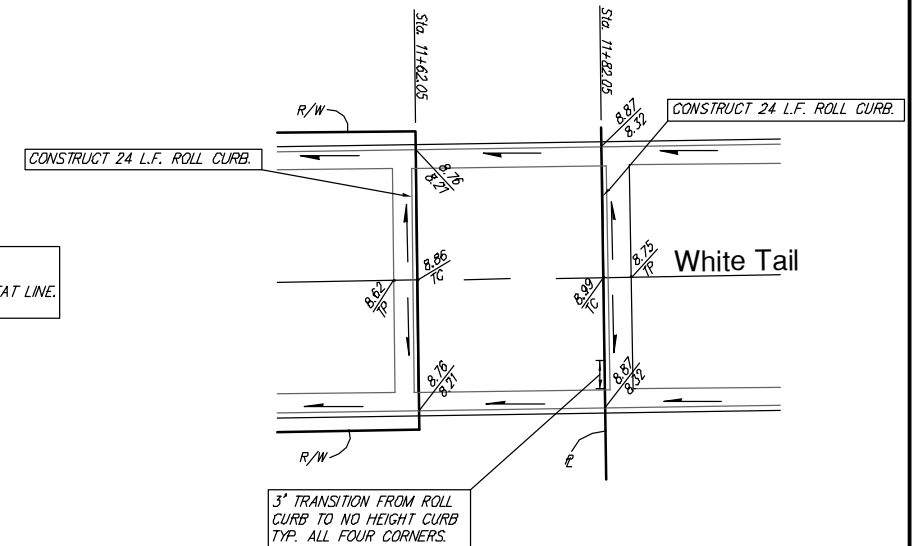 Sta. 11+62.05
Sta. 11+82.05
R/W
8.87
8.32
CONSTRUCT 24 L.F. ROLL CURB.
CONSTRUCT 24 L.F. ROLL CURB.
8.76
8.21
8.86
TC
8.75
TP
White Tail
AT LINE.
8.62
TP
8.99
TC
8.76
8.21
8.87
8.32
R/W
PL
3' TRANSITION FROM ROLL
CURB TO NO HEIGHT CURB
TYP. ALL FOUR CORNERS.